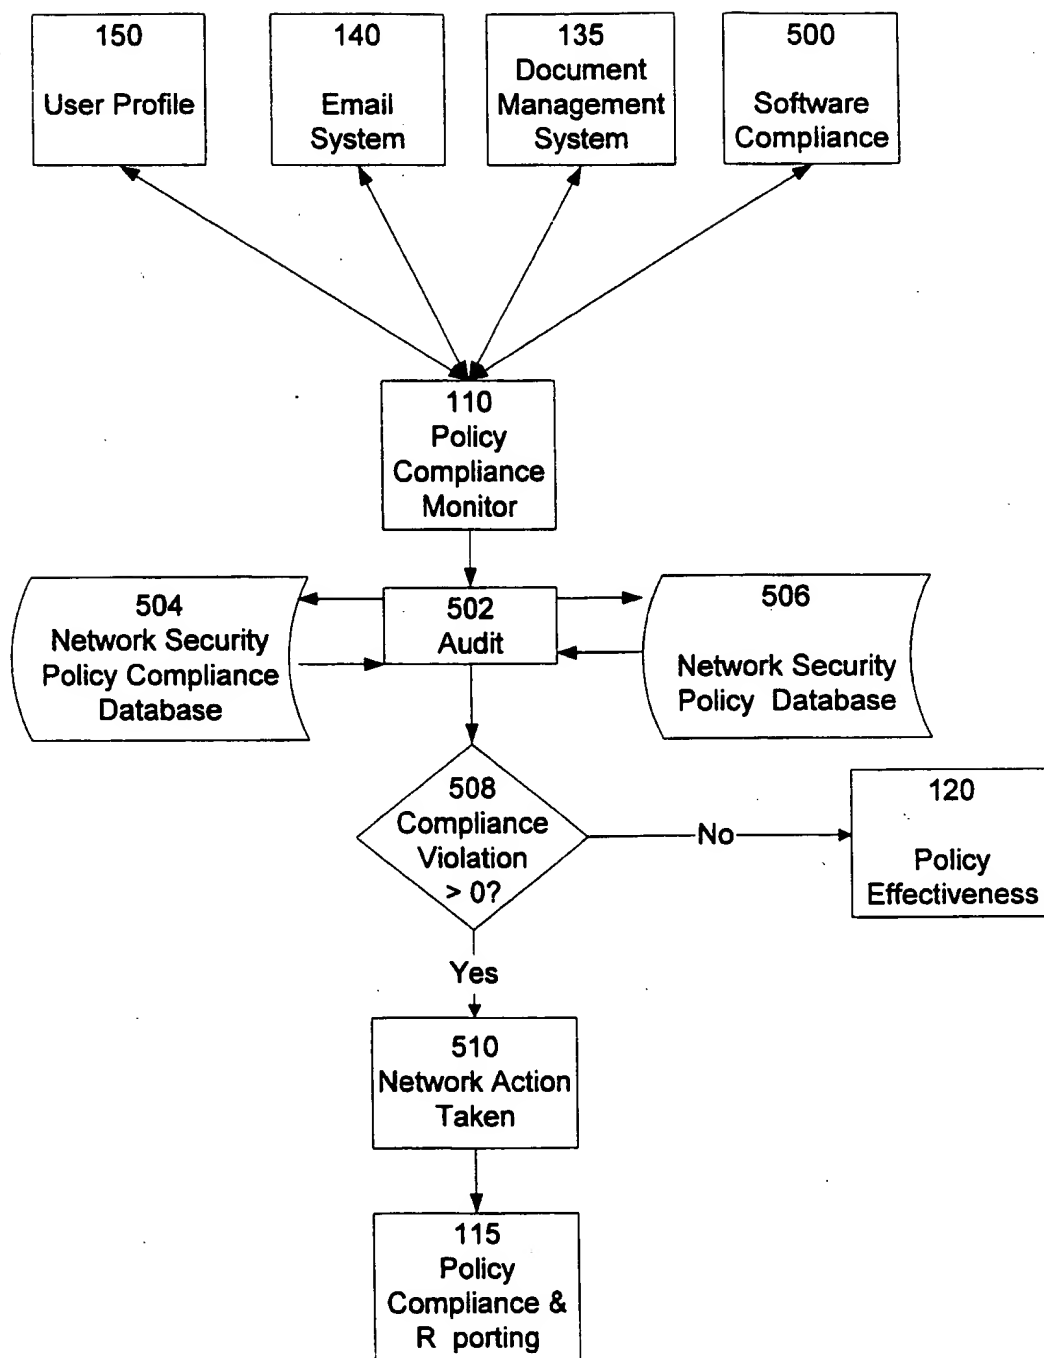 150
User Profile
140
Email
System
135
Document
Management
System
500
Software
Compliance
110
Policy
Compliance
Monitor
504
Network Security
Policy Compliance
Database
502
Audit
506
Network Security
Policy Database
508
Compliance
Violation
> 0?
No
120
Policy
Effectiveness
Yes
510
Network Action
Taken
115
Policy
Compliance &
R porting